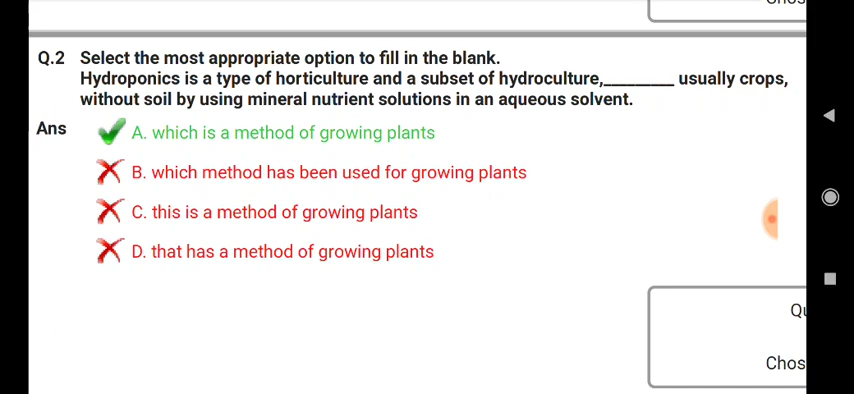 Q.2 Select the most appropriate option to fill in the blank.
Hydroponics is a type of horticulture and a subset of hydroculture,_________ usually crops,
without soil by using mineral nutrient solutions in an aqueous solvent.
Ans A. which is a method of growing plants
B. which method has been used for growing plants
C. this is a method of growing plants
D. that has a method of growing plants